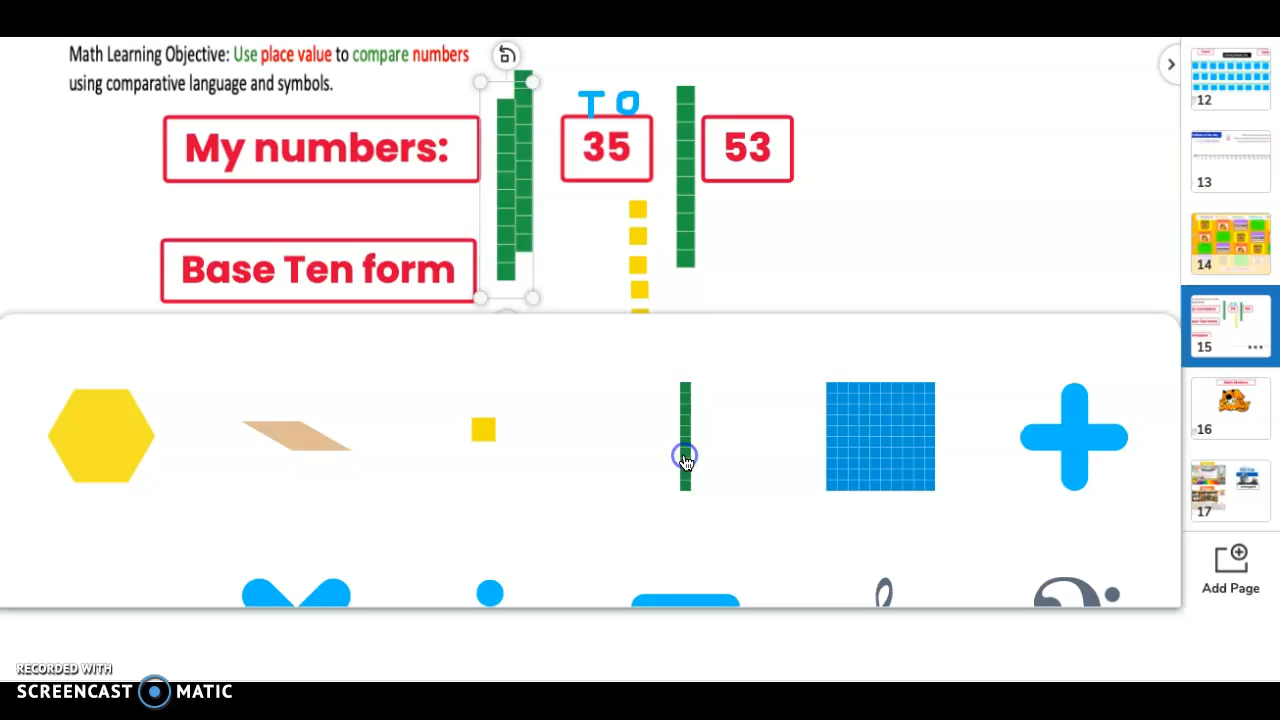 Math Learning Objective: Use place value to compare numbers
using comparative language and symbols.
T O
My numbers:
35
53
Base Ten form
12
13
14
15
16
17
Add Page
RECORDED WITH
SCREENCAST MATIC